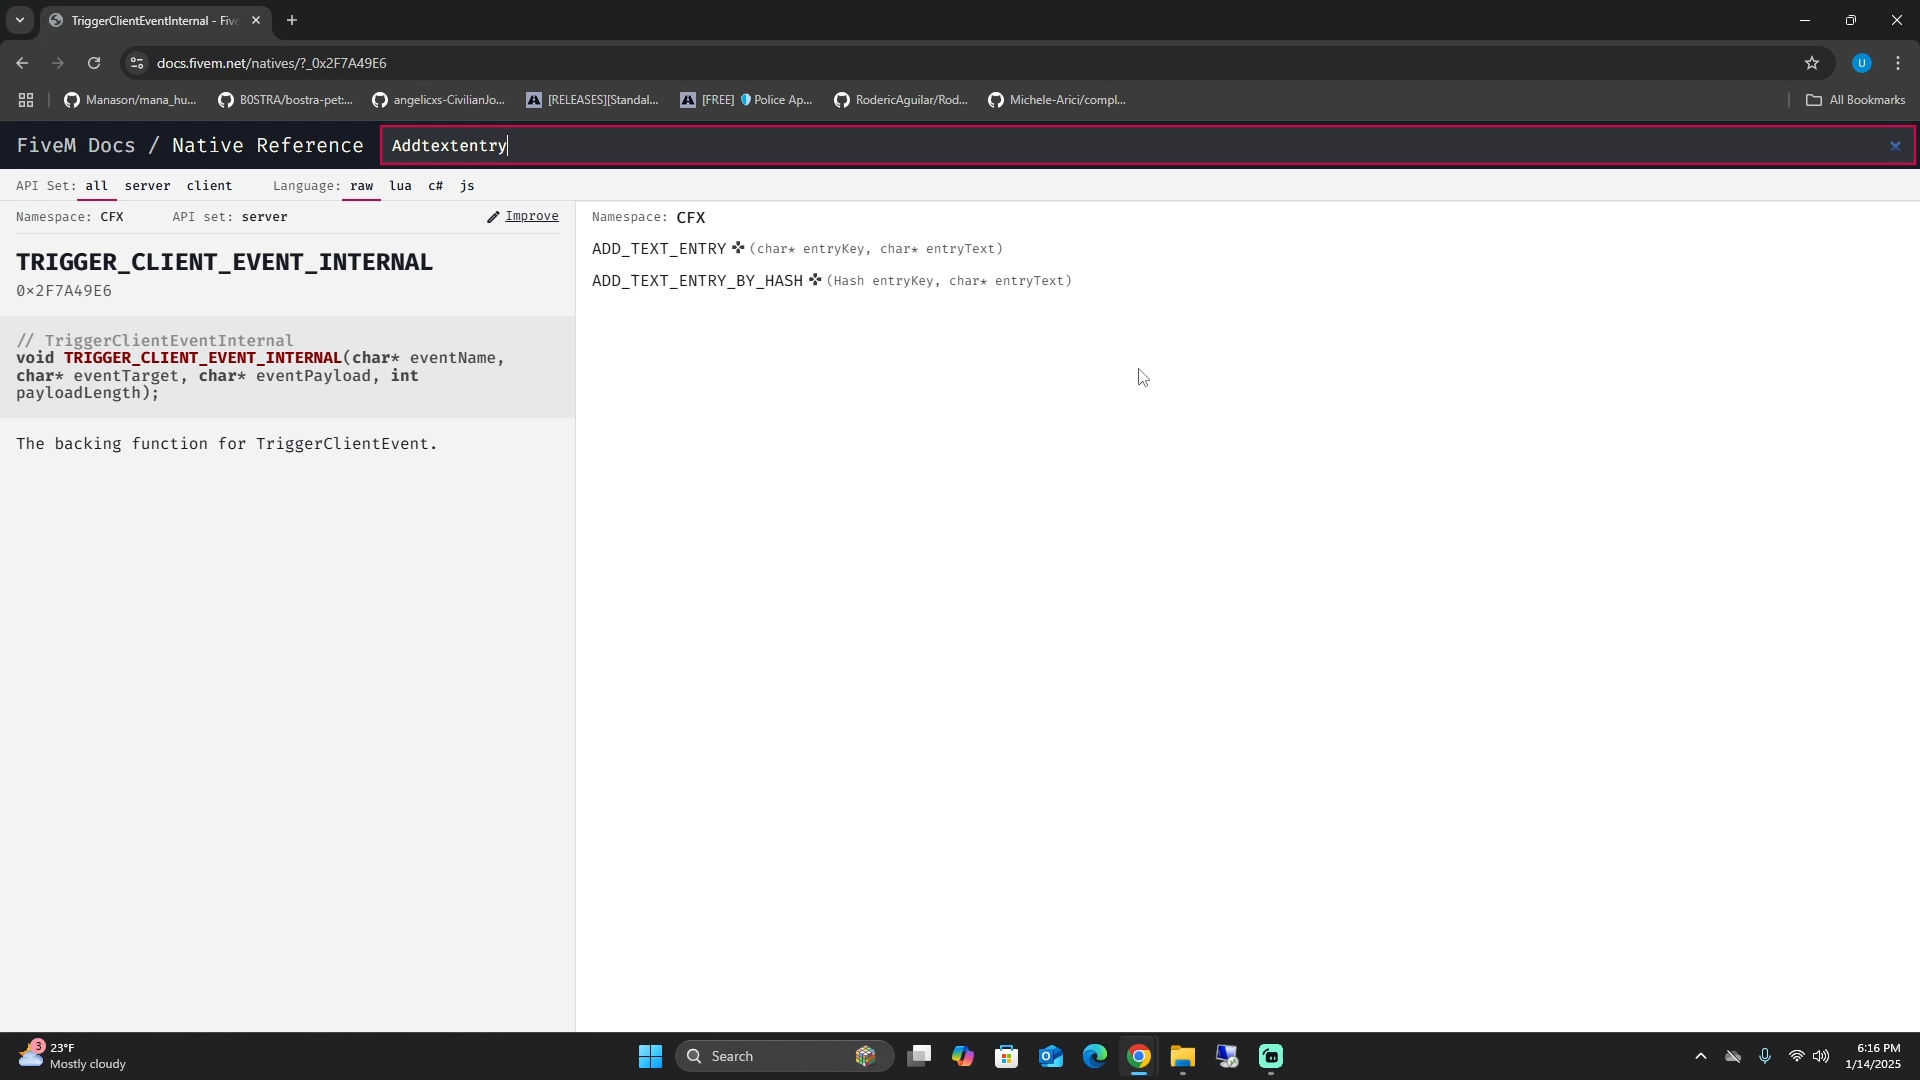 TriggerClientEventInternal - Five
docs.fivem.net/natives/?_0x2F7A49E6
U
Manason/mana_hu...
B0STRA/bostra-pet:...
angelicxs-CivilianJo...
[RELEASES][Standal...
[FREE] Police Ap...
RodericAguilar/Rod...
Michele-Arici/compl...
All Bookmarks
FiveM Docs / Native Reference
Addtextentry
API Set: all server client Language: raw lua c# js
Namespace: CFX API set: server Improve
TRIGGER_CLIENT_EVENT_INTERNAL
0×2F7A49E6
// TriggerClientEventInternal
void TRIGGER_CLIENT_EVENT_INTERNAL(char* eventName,
char* eventTarget, char* eventPayload, int
payloadLength);
The backing function for TriggerClientEvent.
Namespace: CFX
ADD_TEXT_ENTRY (char* entryKey, char* entryText)
ADD_TEXT_ENTRY_BY_HASH (Hash entryKey, char* entryText)
3
23°F
Mostly cloudy
Search
6:16 PM
1/14/2025